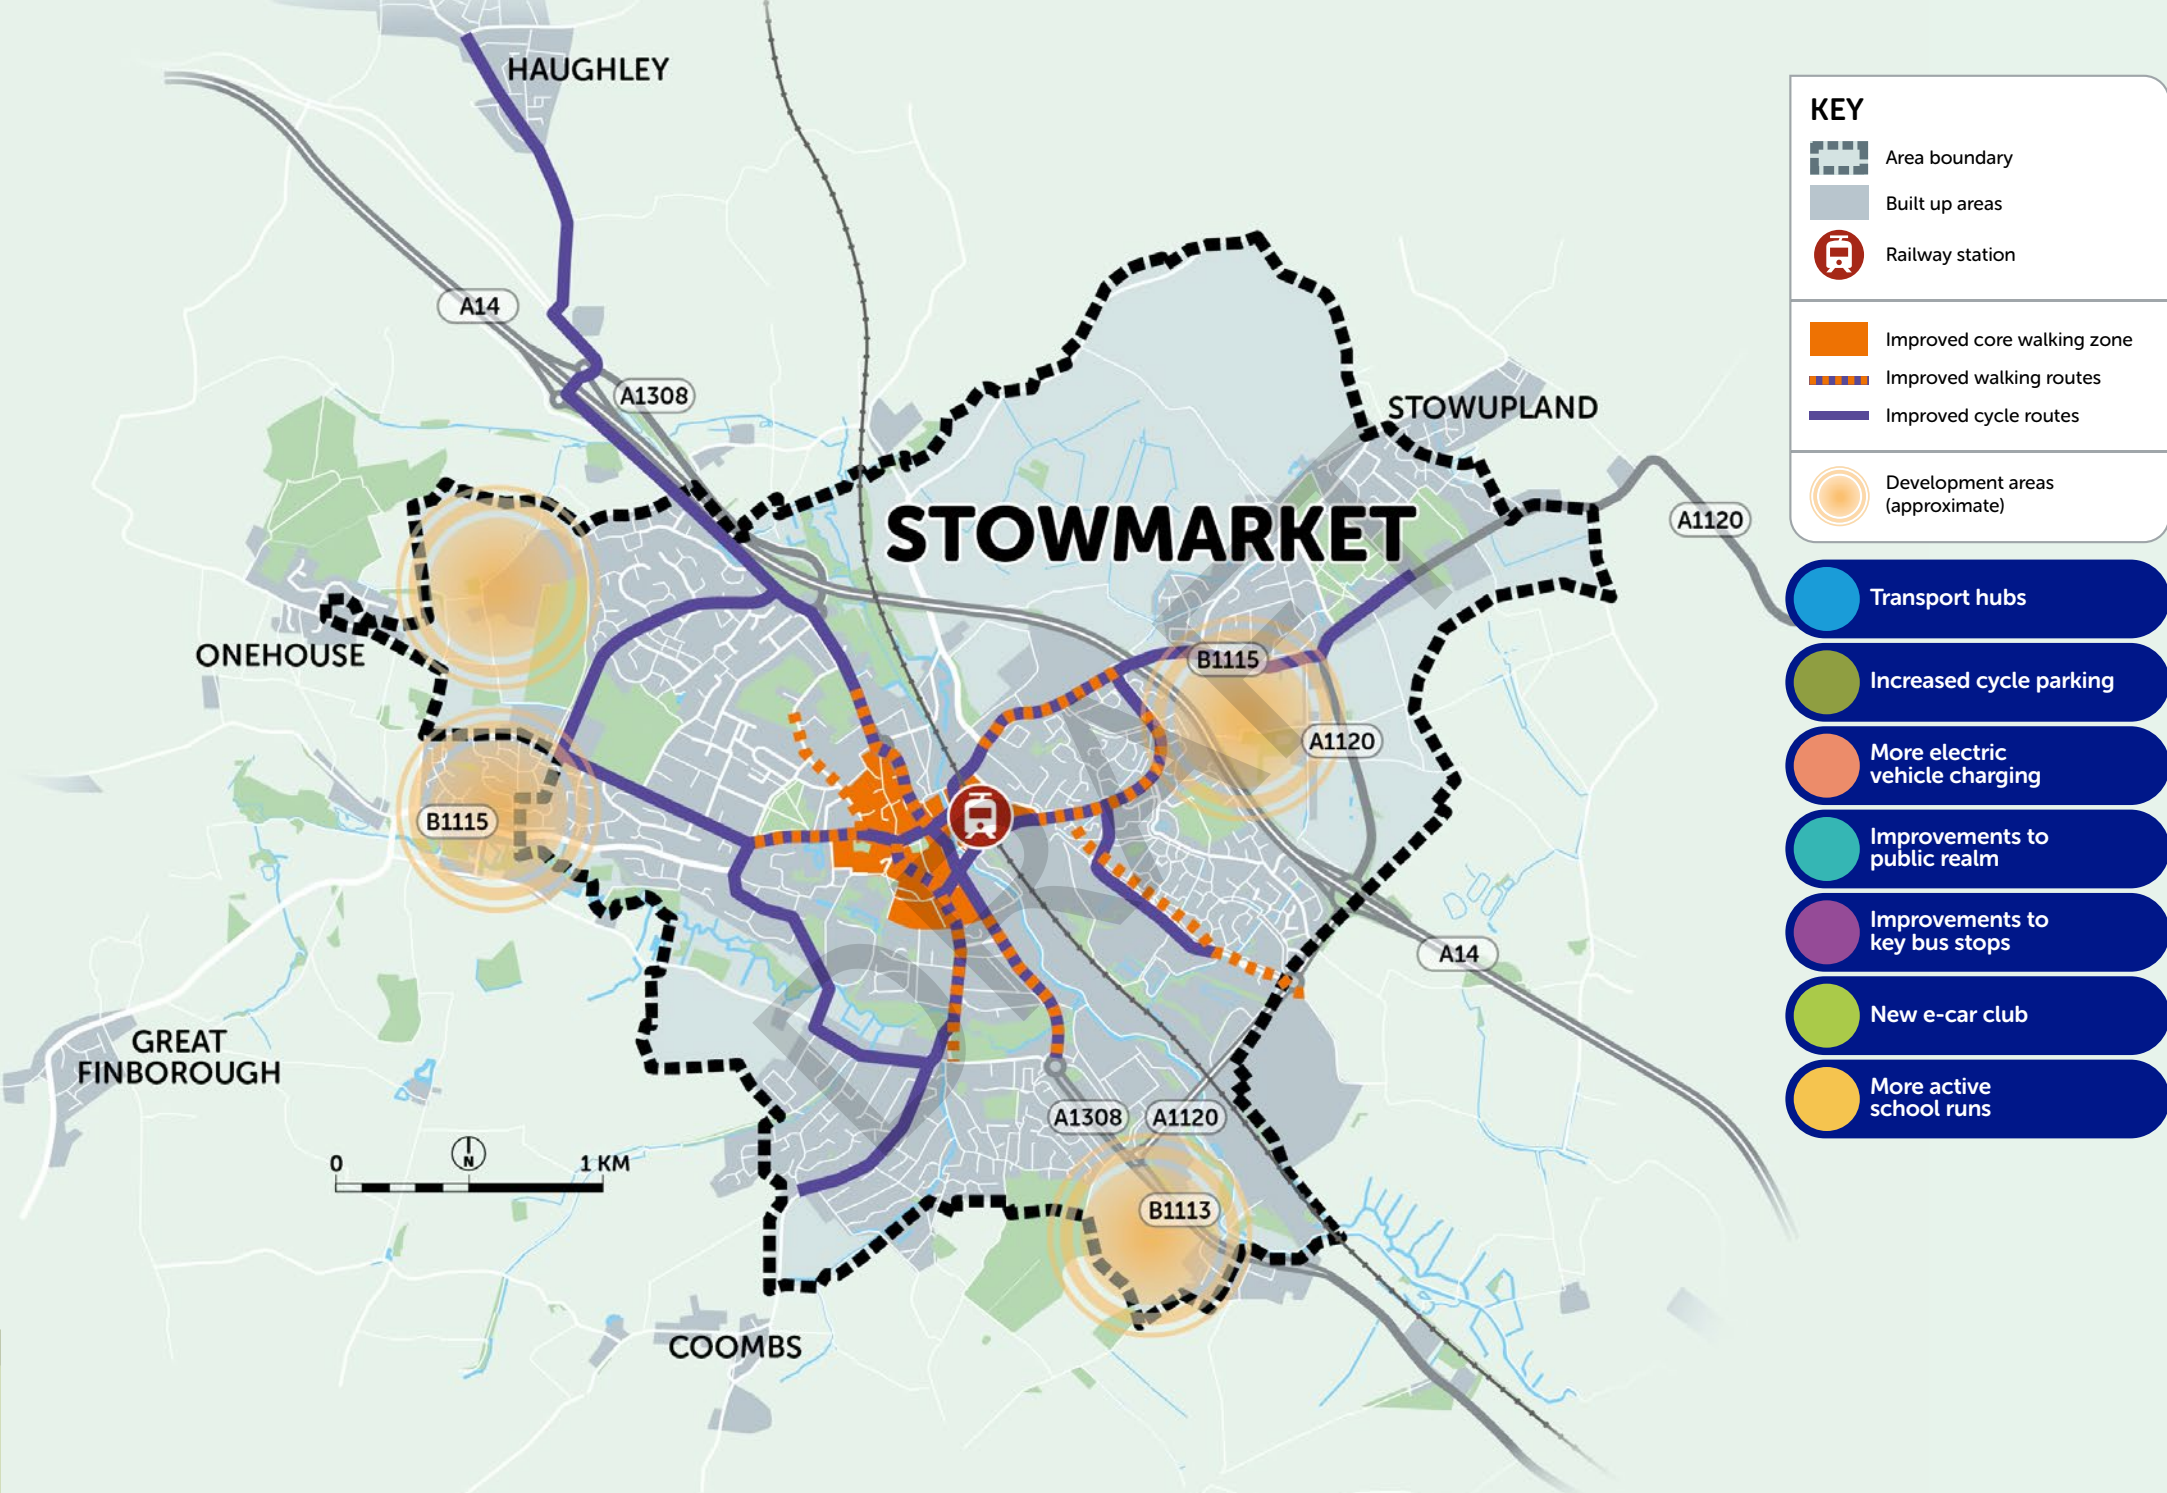 HAUGHLEY
A14
A1308
STOWUPLAND
A1120
STOWMARKET
ONEHOUSE
B1115
A1120
B1115
A14
GREAT
FINBOROUGH
A1308
A1120
B1113
0
1 KM
N
COOMBS
DRAFT
KEY
Area boundary
Built up areas
Railway station
Improved core walking zone
Improved walking routes
Improved cycle routes
Development areas
(approximate)
Transport hubs
Increased cycle parking
More electric
vehicle charging
Improvements to
public realm
Improvements to
key bus stops
New e-car club
More active
school runs